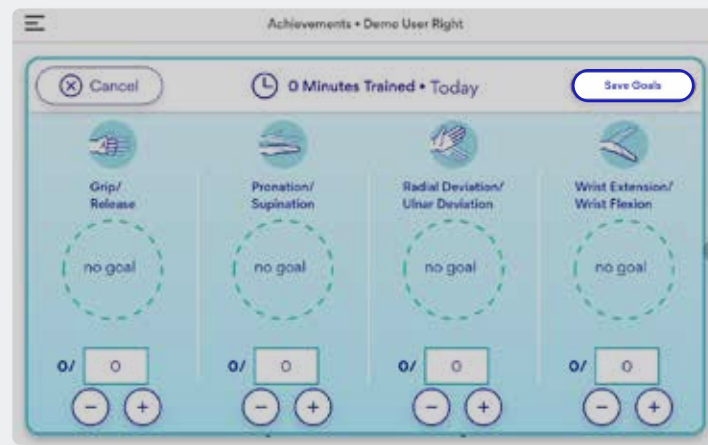 Achievements • Demo User Right
Cancel
0 Minutes Trained • Today
Save Goals
Grip/
Release
Pronation/
Supination
Radial Deviation/
Ulnar Deviation
Wrist Extension/
Wrist Flexion
no goal
no goal
no goal
no goal
0/ 0
0/ 0
0/ 0
0/ 0
− +
− +
− +
− +